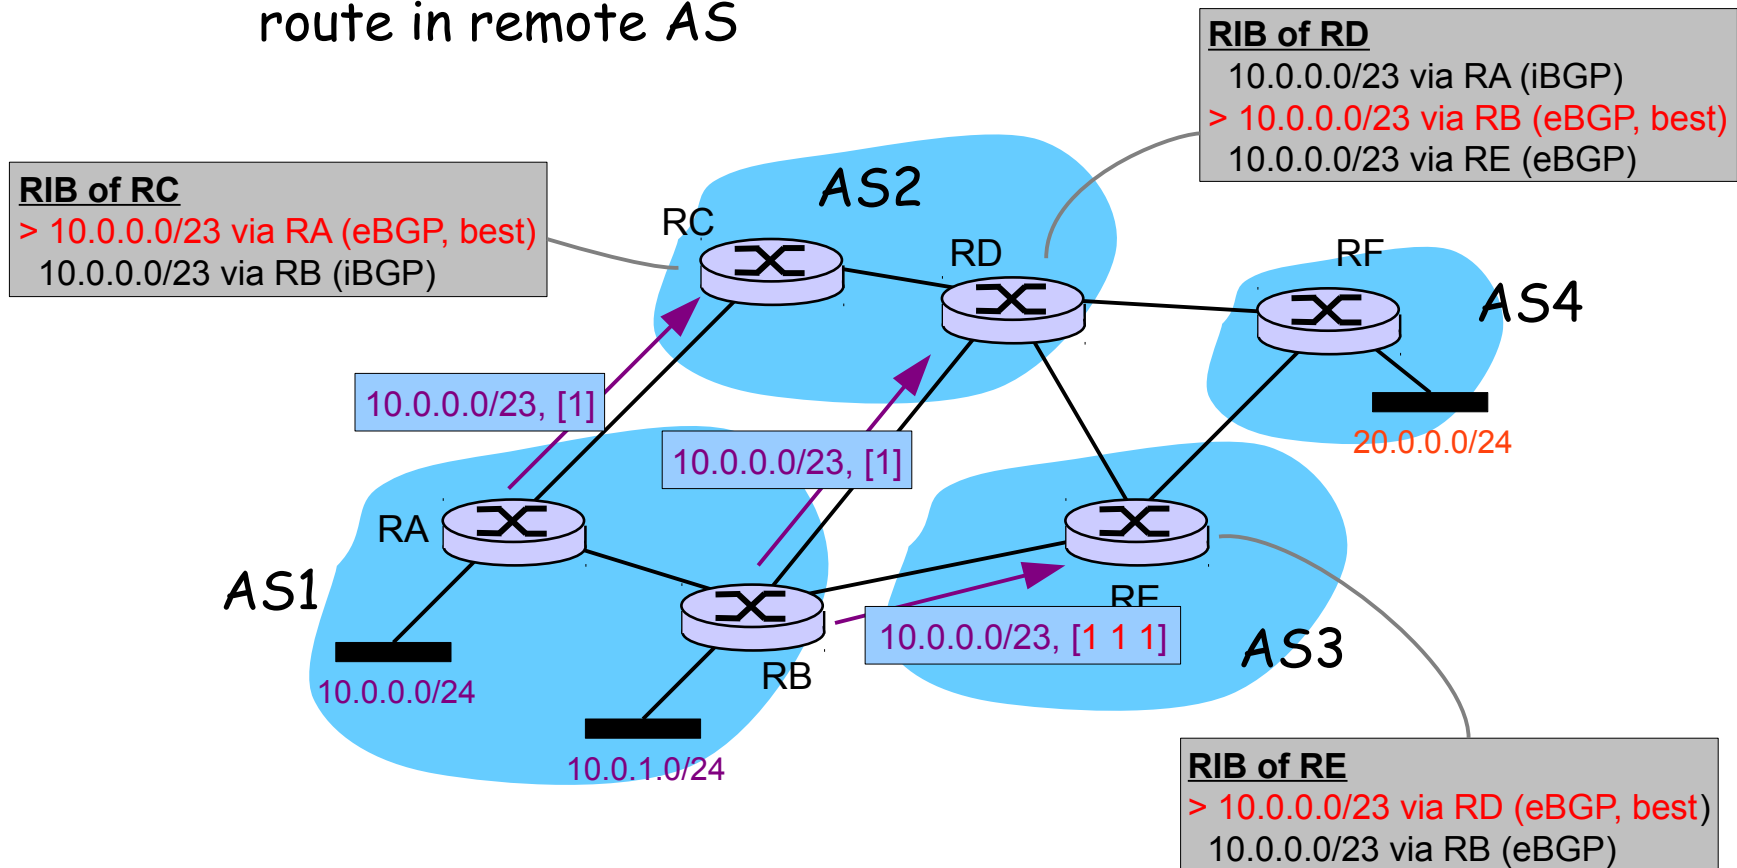 route in remote AS
RIB of RD
10.0.0.0/23 via RA (iBGP)
> 10.0.0.0/23 via RB (eBGP, best)
10.0.0.0/23 via RE (eBGP)
RIB of RC
> 10.0.0.0/23 via RA (eBGP, best)
10.0.0.0/23 via RB (iBGP)
AS2
RC
RD
RF
AS4
10.0.0.0/23, [1]
10.0.0.0/23, [1]
20.0.0.0/24
RA
AS1
RE
10.0.0.0/23, [1 1 1]
AS3
RB
10.0.0.0/24
10.0.1.0/24
RIB of RE
> 10.0.0.0/23 via RD (eBGP, best)
10.0.0.0/23 via RB (eBGP)